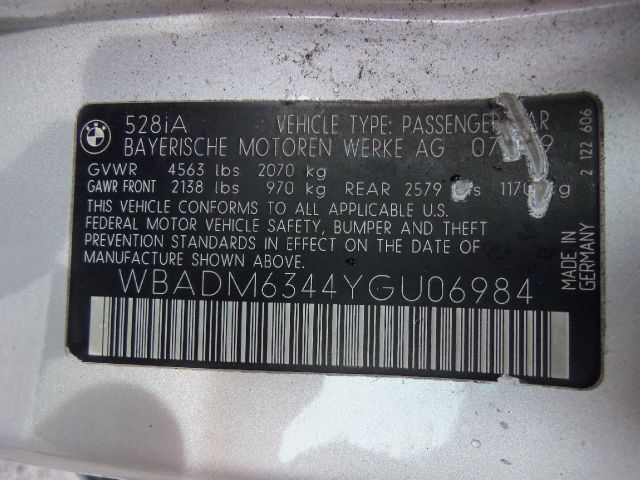 BMW
528iA VEHICLE TYPE: PASSENGER
BAYERISCHE MOTOREN WERKE AG
GVWR 4563 lbs 2070 kg
GAWR FRONT 2138 lbs 970 kg REAR 2579 kg
THIS VEHICLE CONFORMS TO ALL APPLICABLE U.S.
FEDERAL MOTOR VEHICLE SAFETY, BUMPER AND THEFT
PREVENTION STANDARDS IN EFFECT ON THE DATE OF
MANUFACTURE SHOWN ABOVE.
WBADM6344YGU06984
MADE IN
GERMANY
2 122 606